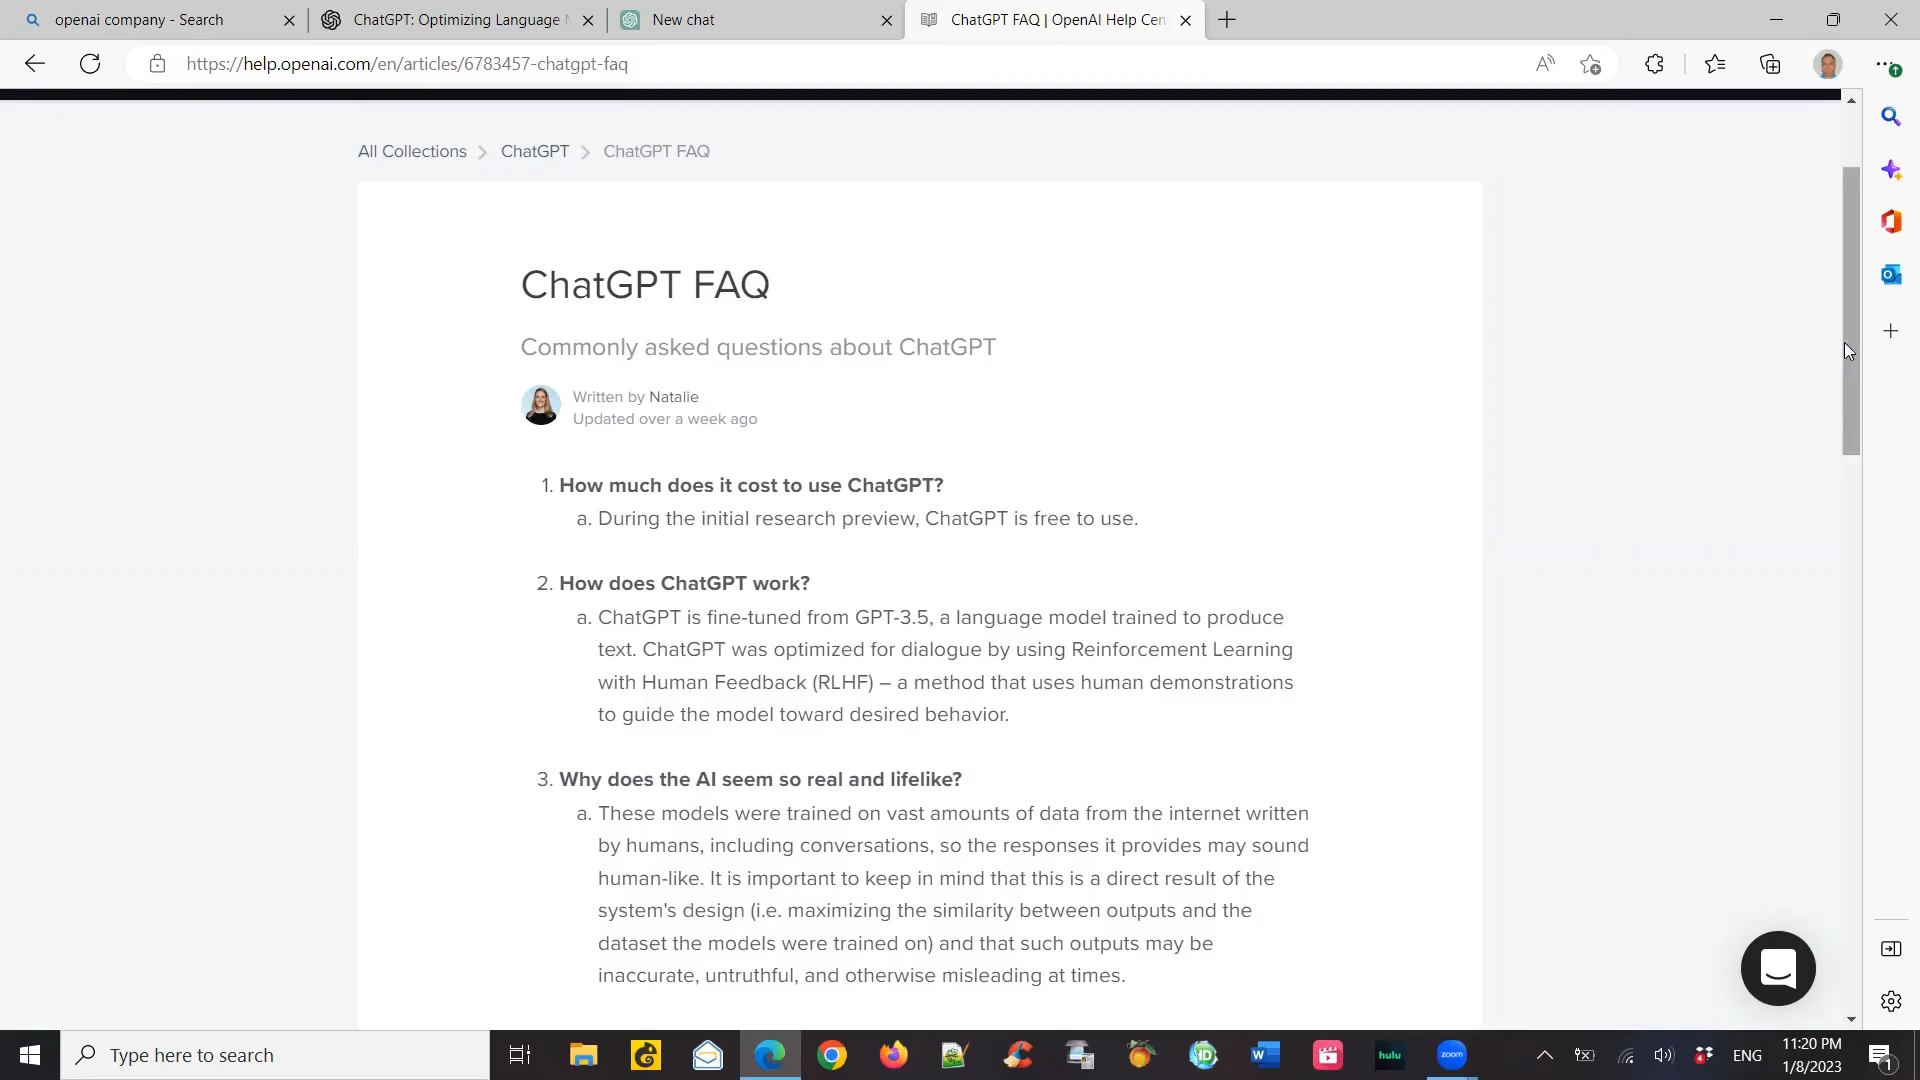 openai company - Search
ChatGPT: Optimizing Language
New chat
ChatGPT FAQ | OpenAI Help Cen
https://help.openai.com/en/articles/6783457-chatgpt-faq
All Collections > ChatGPT > ChatGPT FAQ
ChatGPT FAQ
Commonly asked questions about ChatGPT
Written by Natalie
Updated over a week ago
1. How much does it cost to use ChatGPT?
a. During the initial research preview, ChatGPT is free to use.
2. How does ChatGPT work?
a. ChatGPT is fine-tuned from GPT-3.5, a language model trained to produce
text. ChatGPT was optimized for dialogue by using Reinforcement Learning
with Human Feedback (RLHF) – a method that uses human demonstrations
to guide the model toward desired behavior.
3. Why does the AI seem so real and lifelike?
a. These models were trained on vast amounts of data from the internet written
by humans, including conversations, so the responses it provides may sound
human-like. It is important to keep in mind that this is a direct result of the
system's design (i.e. maximizing the similarity between outputs and the
dataset the models were trained on) and that such outputs may be
inaccurate, untruthful, and otherwise misleading at times.
Type here to search
hulu
zoom
ENG
11:20 PM
1/8/2023
1